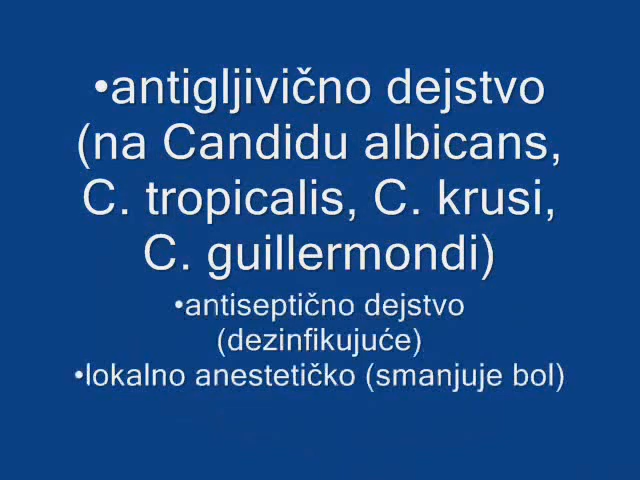 •antigljivično dejstvo
(na Candidu albicans,
C. tropicalis, C. krusi,
C. guillermondi)
•antiseptično dejstvo
(dezinfikujuće)
•lokalno anestetičko (smanjuje bol)